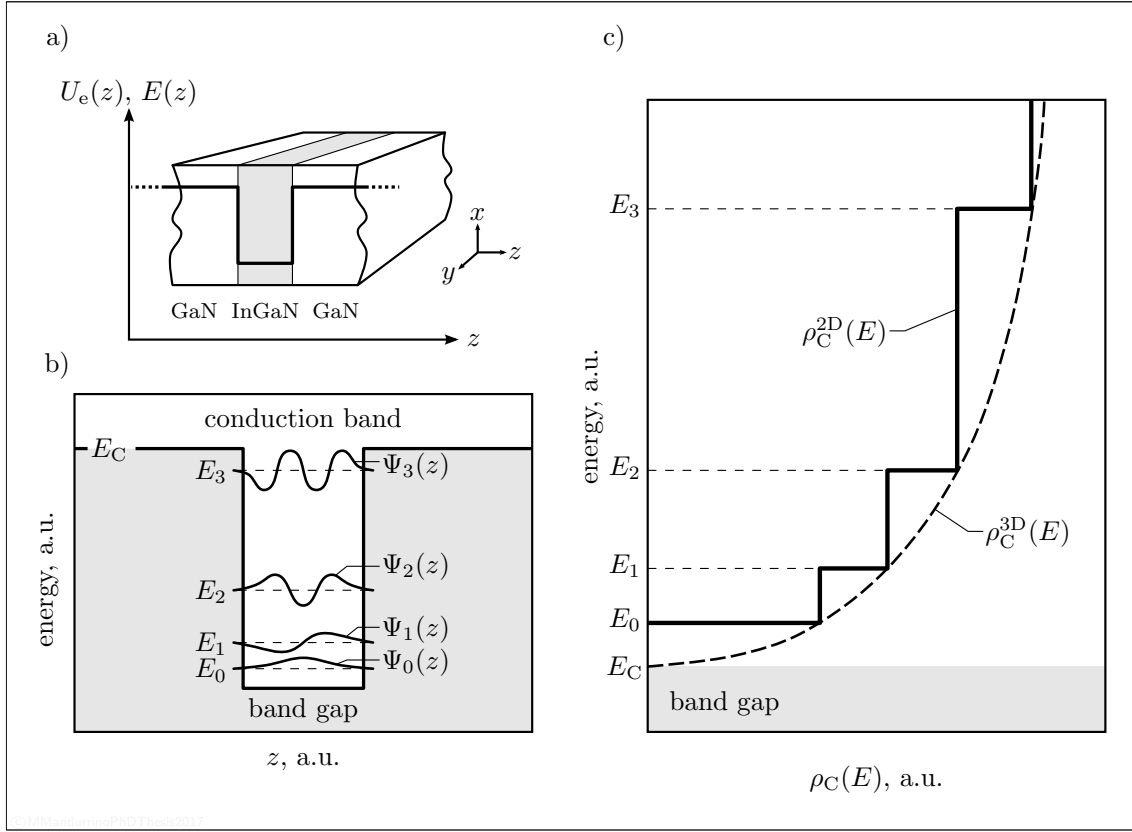 a)
U_e(z), E(z)
x
z
y
GaN InGaN GaN
z
b)
conduction band
E_C
E_3 Ψ_3(z)
E_2 Ψ_2(z)
E_1 Ψ_1(z)
E_0 Ψ_0(z)
band gap
energy, a.u.
z, a.u.
c)
E_3
ρ_C^2D(E)
energy, a.u.
E_2
ρ_C^3D(E)
E_1
E_0
E_C
band gap
ρ_C(E), a.u.
©MMandurrinoPhDThesis2017